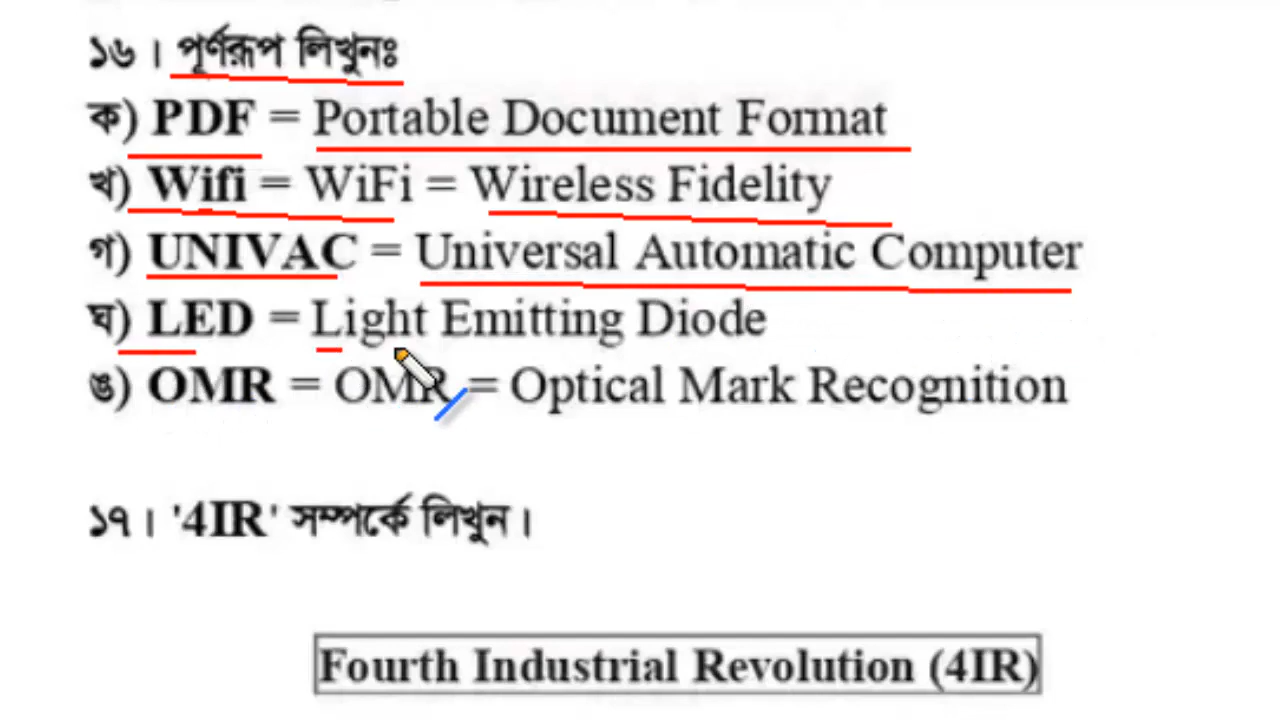 ১৬। পূর্ণরূপ লিখুনঃ
ক) PDF = Portable Document Format
খ) Wifi = WiFi = Wireless Fidelity
গ) UNIVAC = Universal Automatic Computer
ঘ) LED = Light Emitting Diode
ঙ) OMR = OMR = Optical Mark Recognition
১৭। '4IR' সম্পর্কে লিখুন।
Fourth Industrial Revolution (4IR)